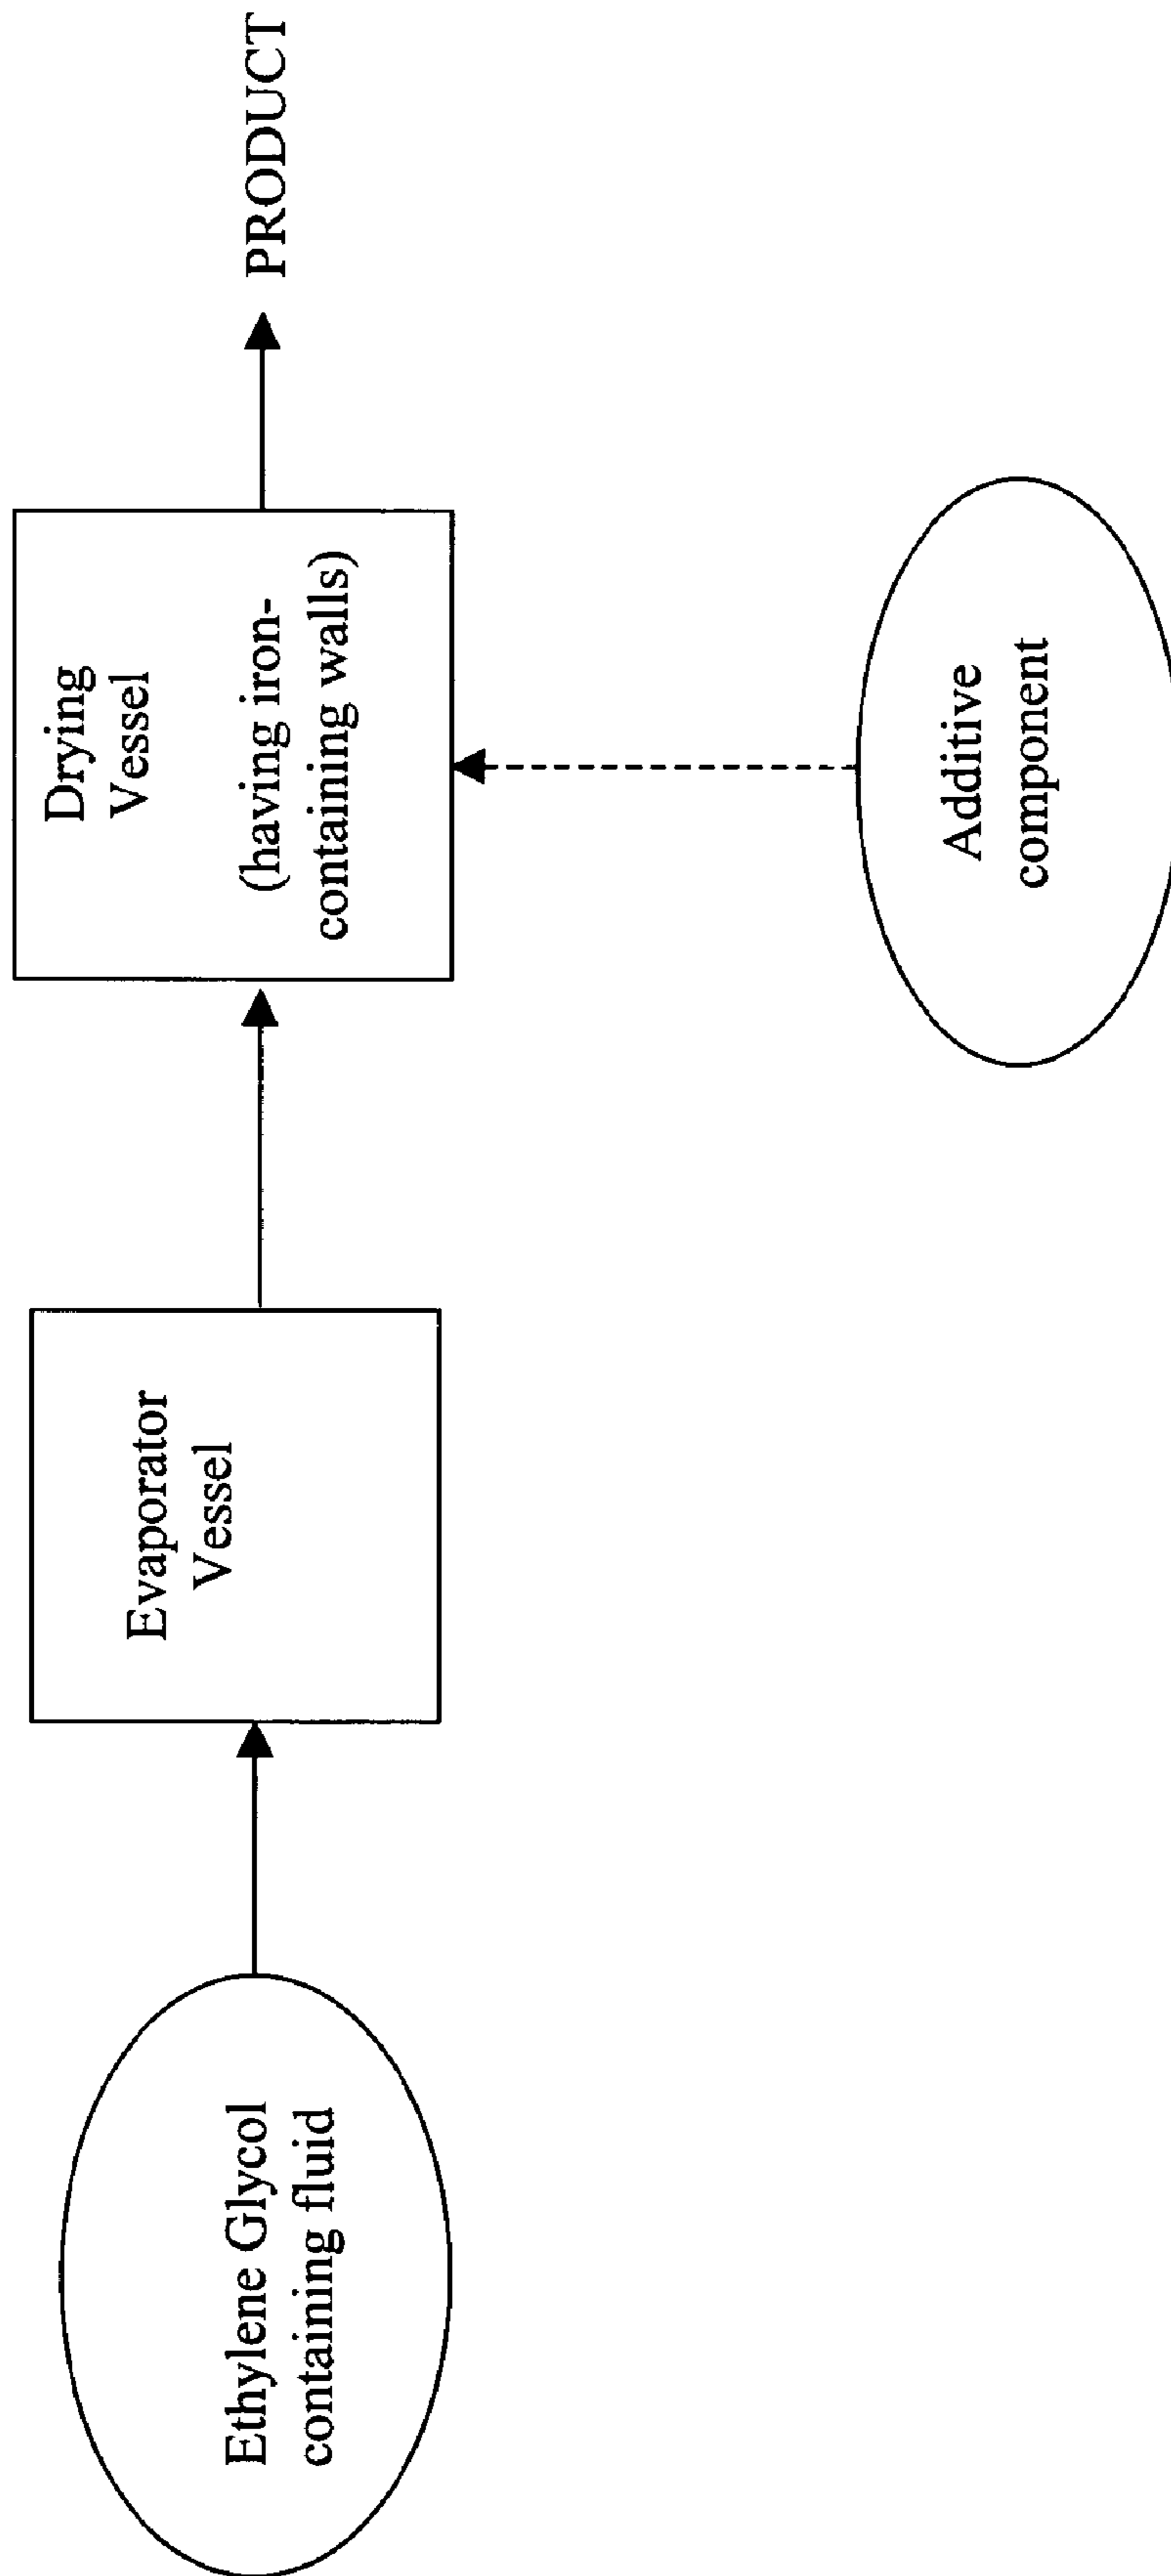 Ethylene Glycol
containing fluid
Evaporator
Vessel
Drying
Vessel
(having iron-
containing walls)
PRODUCT
Additive
component